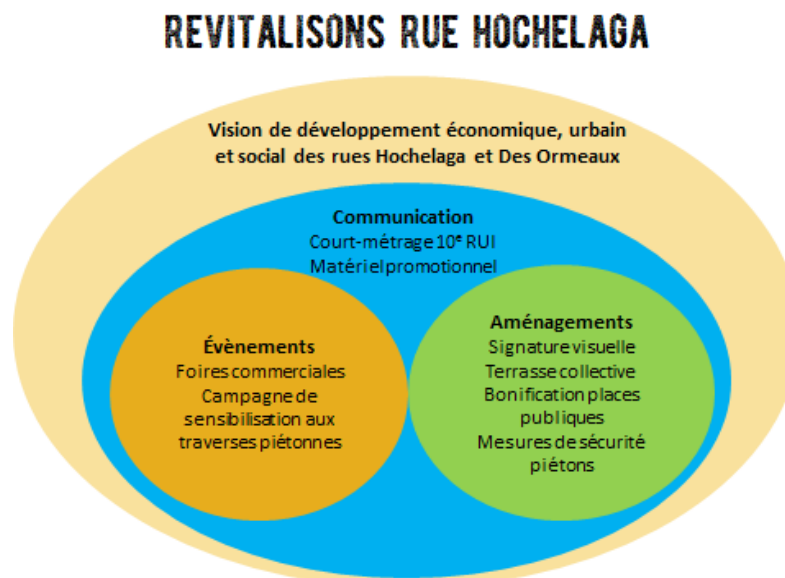 REVITALISONS RUE HOCHELAGA
Vision de développement économique, urbain
et social des rues Hochelaga et Des Ormeaux
Communication
Court-métrage 10ᵉ RUI
Matériel promotionnel
Évènements
Foires commerciales
Campagne de
sensibilisation aux
traverses piétonnes
Aménagements
Signature visuelle
Terrasse collective
Bonification places
publiques
Mesures de sécurité
piétons